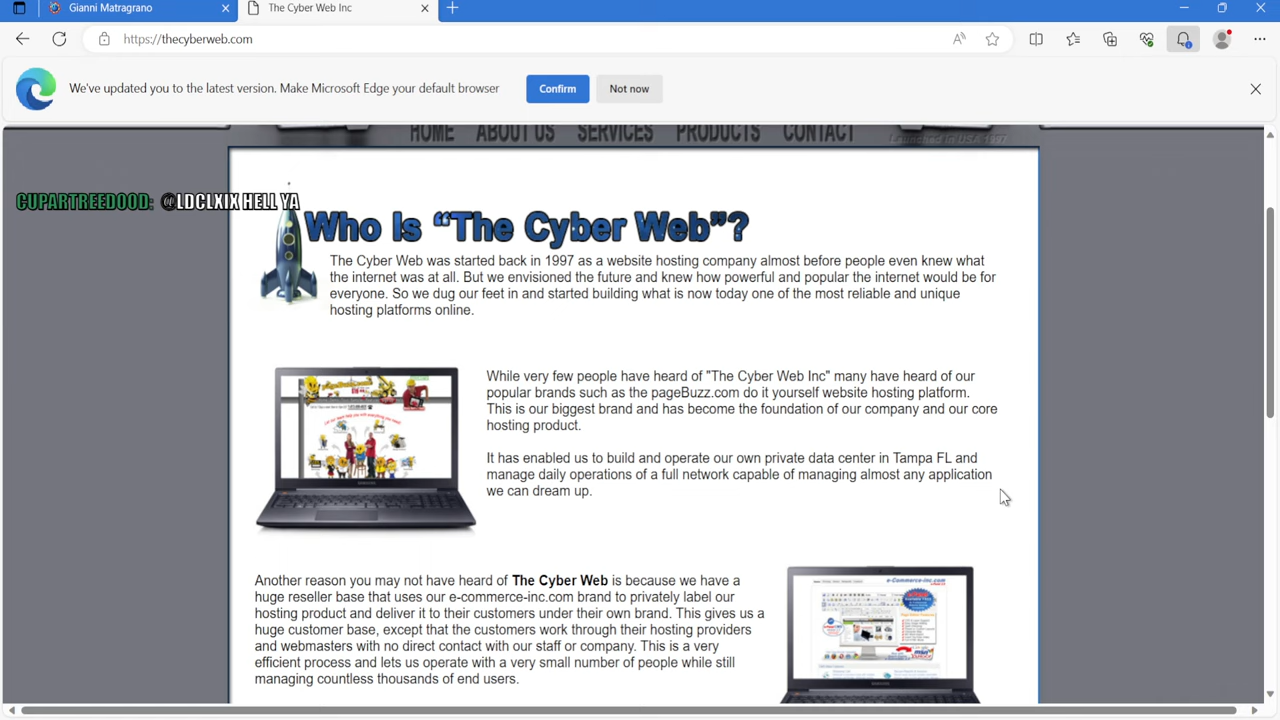 Gianni Matragrano
The Cyber Web Inc
https://thecyberweb.com
We've updated you to the latest version. Make Microsoft Edge your default browser
Confirm
Not now
HOME ABOUT US SERVICES PRODUCTS CONTACT
Launched in USA 1997
CUPARTREEDOOD: @LDCLXIX HELL YA
Who Is “The Cyber Web”?
The Cyber Web was started back in 1997 as a website hosting company almost before people even knew what
the internet was at all. But we envisioned the future and knew how powerful and popular the internet would be for
everyone. So we dug our feet in and started building what is now today one of the most reliable and unique
hosting platforms online.
While very few people have heard of "The Cyber Web Inc" many have heard of our
popular brands such as the pageBuzz.com do it yourself website hosting platform.
This is our biggest brand and has become the foundation of our company and our core
hosting product.
It has enabled us to build and operate our own private data center in Tampa FL and
manage daily operations of a full network capable of managing almost any application
we can dream up.
Another reason you may not have heard of The Cyber Web is because we have a
huge reseller base that uses our e-commerce-inc.com brand to privately label our
hosting product and deliver it to their customers under their own brand. This gives us a
huge customer base, except that the customers work through their hosting providers
and webmasters with no direct contact with our staff or company. This is a very
efficient process and lets us operate with a very small number of people while still
managing countless thousands of end users.
e-Commerce-inc.com